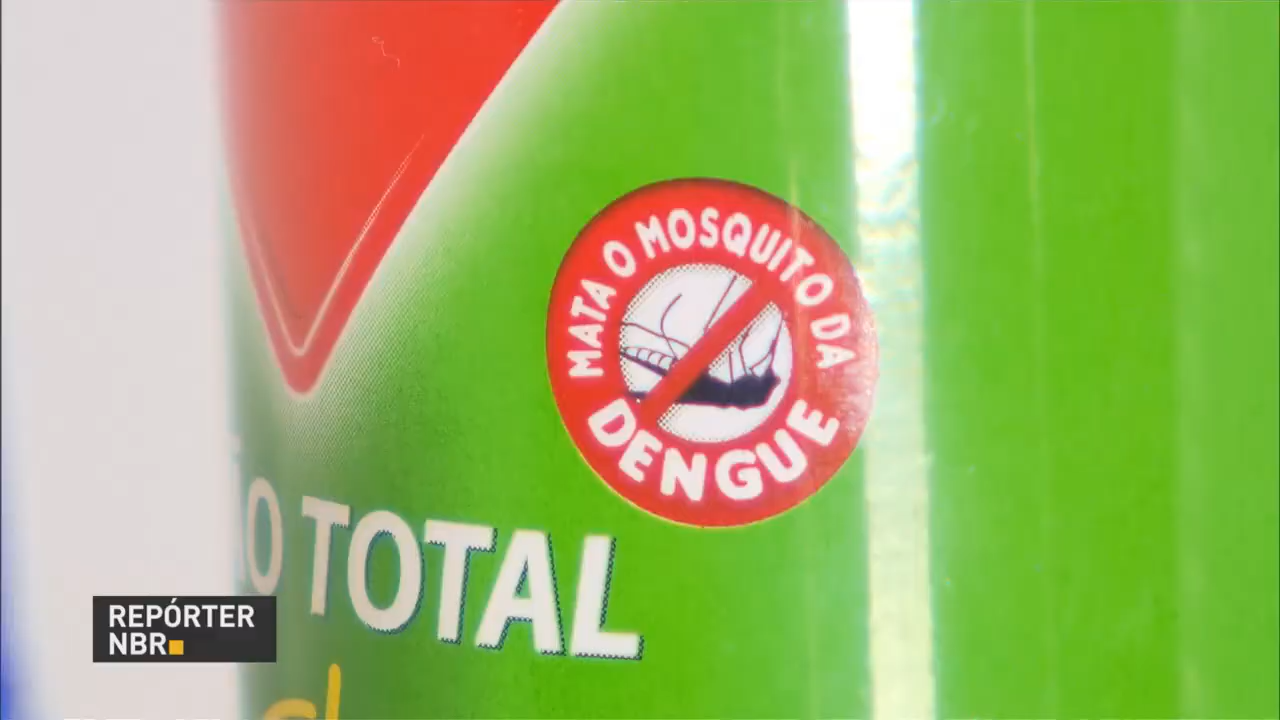 MATA O MOSQUITO DA
DENGUE
TOTAL
REPÓRTER
NBR